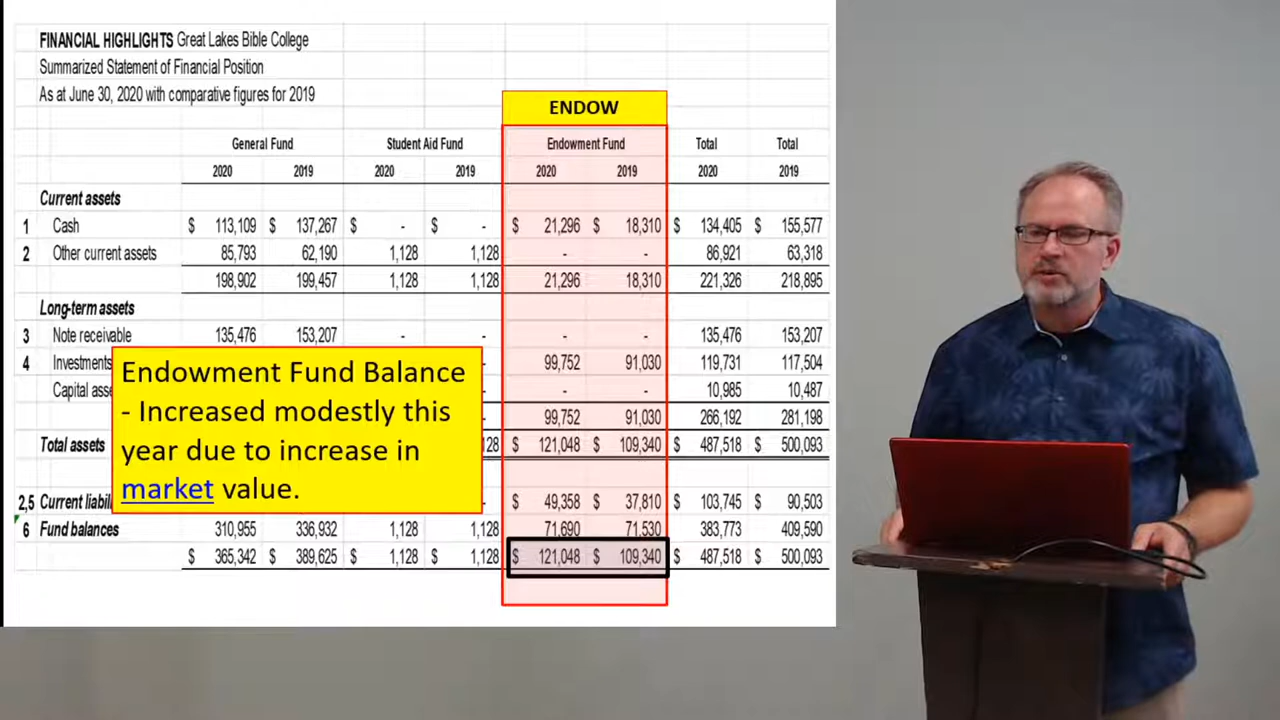 FINANCIAL HIGHLIGHTS Great Lakes Bible College
Summarized Statement of Financial Position
As at June 30, 2020 with comparative figures for 2019
ENDOW
General Fund Student Aid Fund Endowment Fund Total Total
2020 2019 2020 2019 2020 2019 2020 2019
Current assets
1 Cash $ 113,109 $ 137,267 $ - $ - $ 21,296 $ 18,310 $ 134,405 $ 155,577
2 Other current assets 85,793 62,190 1,128 1,128 - - 86,921 63,318
198,902 199,457 1,128 1,128 21,296 18,310 221,326 218,895
Long-term assets
3 Note receivable 135,476 153,207 - - - - 135,476 153,207
4 Investments - 99,752 91,030 119,731 117,504
Capital asse - - - 10,985 10,487
- 99,752 91,030 266,192 281,198
Total assets 128 $ 121,048 $ 109,340 $ 487,518 $ 500,093
Endowment Fund Balance
- Increased modestly this
year due to increase in
market value.
2,5 Current liabil - $ 49,358 $ 37,810 $ 103,745 $ 90,503
6 Fund balances 310,955 336,932 1,128 1,128 71,690 71,530 383,773 409,590
$ 365,342 $ 389,625 $ 1,128 $ 1,128 $ 121,048 $ 109,340 $ 487,518 $ 500,093